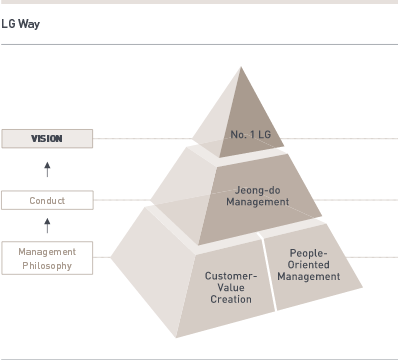 LG Way
No. 1 LG
VISION
Jeong-do
Management
Conduct
People-
Oriented
Management
Management
Philosophy
Customer-
Value
Creation